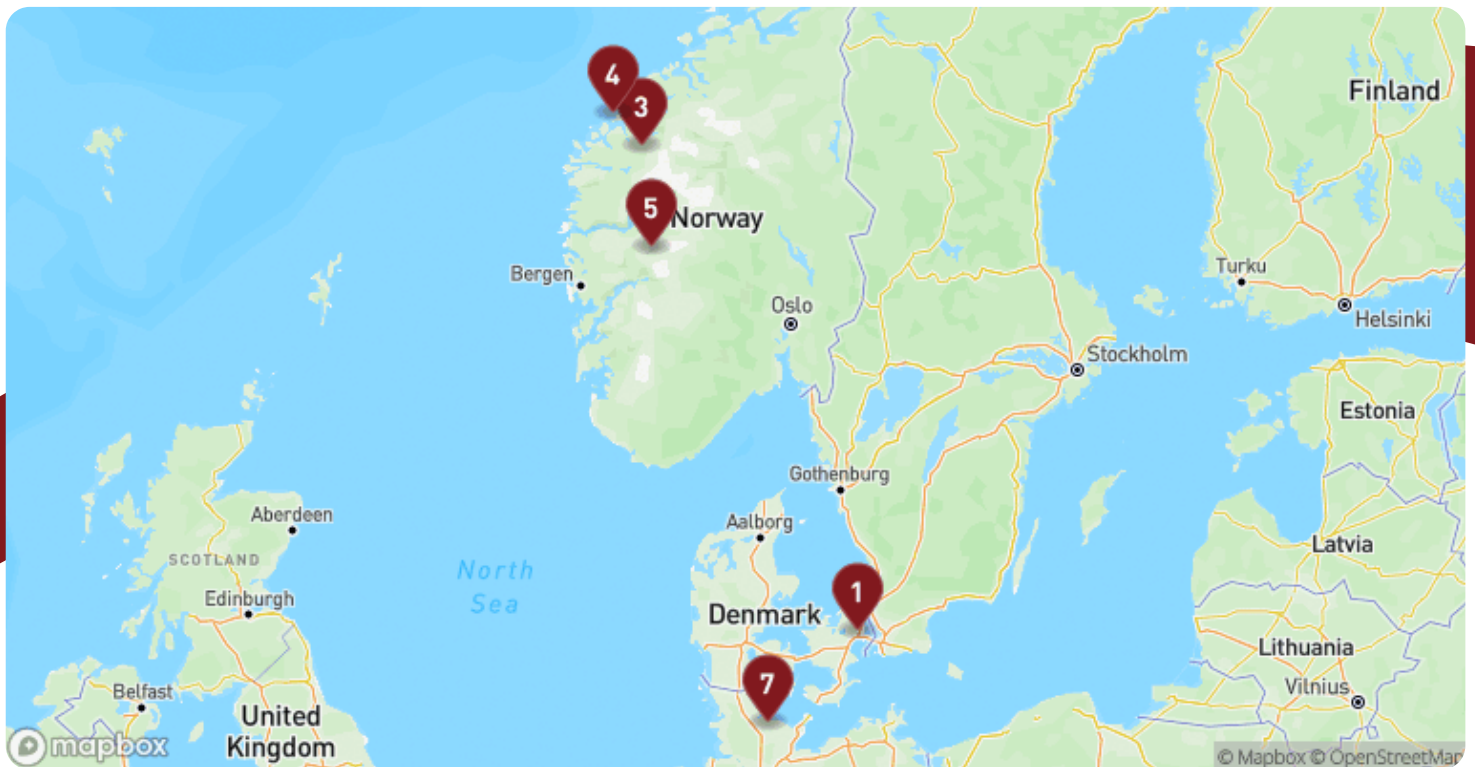 4
3
Finland
5
Norway
Bergen
Turku
Oslo
Helsinki
Stockholm
Estonia
Gothenburg
Aberdeen
Aalborg
SCOTLAND
Latvia
North
Sea
1
Edinburgh
Denmark
Lithuania
7
Belfast
Vilnius
United
Kingdom
mapbox
© Mapbox © OpenStreetMap